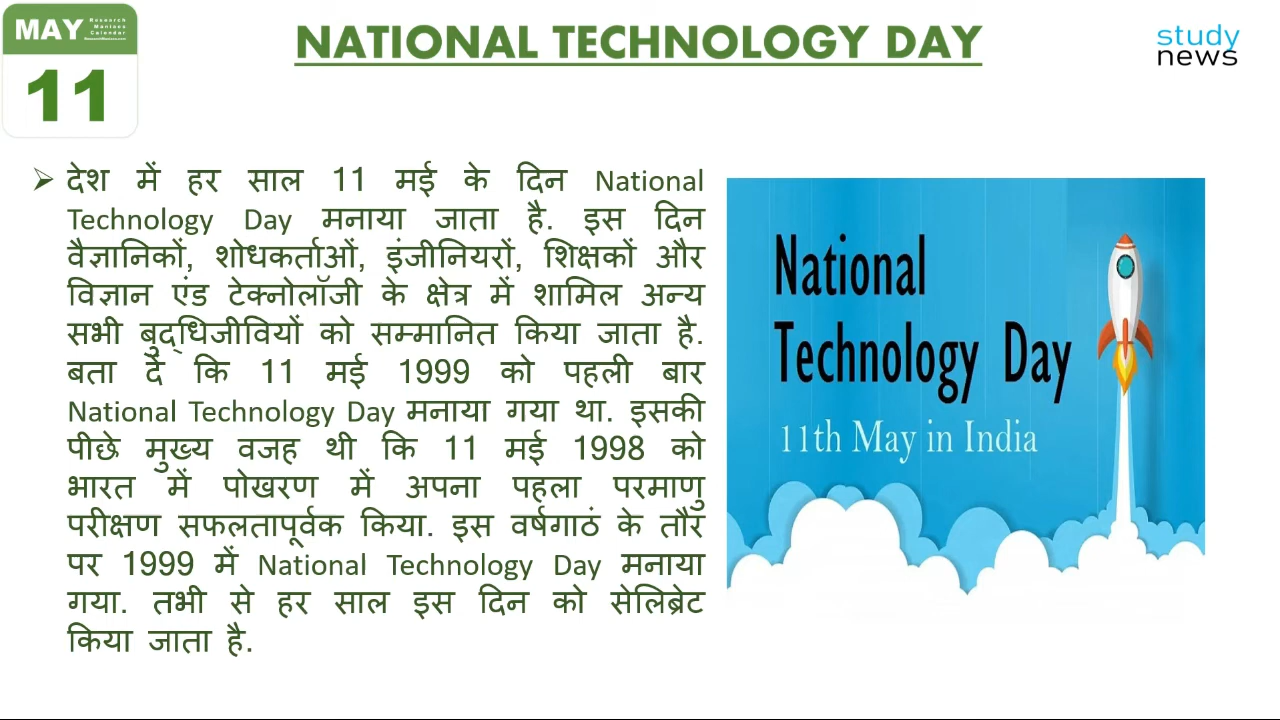 MAY
Research
Maniacs
Calendar
11
NATIONAL TECHNOLOGY DAY
study
news
देश में हर साल 11 मई के दिन National
Technology Day मनाया जाता है. इस दिन
वैज्ञानिकों, शोधकर्ताओं, इंजीनियरों, शिक्षकों और
विज्ञान एंड टेक्नोलॉजी के क्षेत्र में शामिल अन्य
सभी बुद्धिजीवियों को सम्मानित किया जाता है.
बता दें कि 11 मई 1999 को पहली बार
National Technology Day मनाया गया था. इसकी
पीछे मुख्य वजह थी कि 11 मई 1998 को
भारत में पोखरण में अपना पहला परमाणु
परीक्षण सफलतापूर्वक किया. इस वर्षगाठं के तौर
पर 1999 में National Technology Day मनाया
गया. तभी से हर साल इस दिन को सेलिब्रेट
किया जाता है.
National
Technology Day
11th May in India